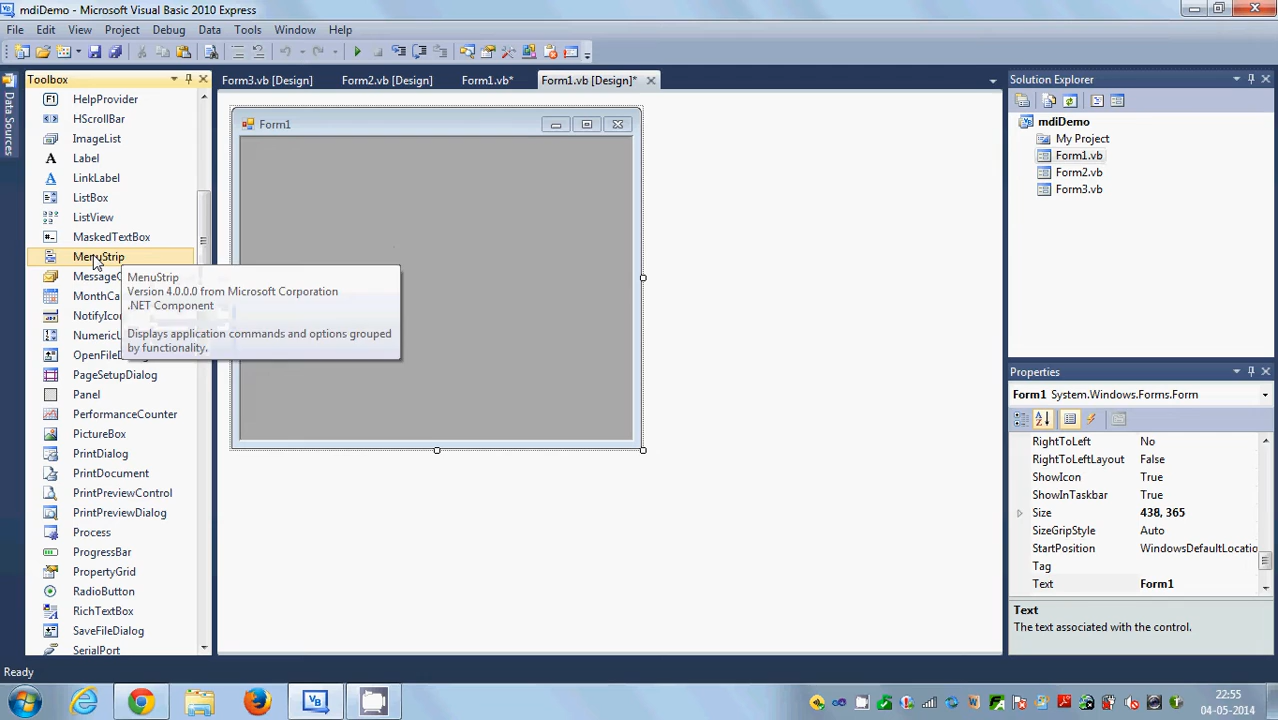 mdiDemo - Microsoft Visual Basic 2010 Express
File Edit View Project Debug Data Tools Window Help
Toolbox
Form3.vb [Design] Form2.vb [Design] Form1.vb* Form1.vb [Design]*
Solution Explorer
Data Sources
HelpProvider
HScrollBar
ImageList
Label
LinkLabel
ListBox
ListView
MaskedTextBox
MenuStrip
MonthCa
NotifyIcon
NumericU
OpenFileD
PageSetupDialog
Panel
PerformanceCounter
PictureBox
PrintDialog
PrintDocument
PrintPreviewControl
PrintPreviewDialog
Process
ProgressBar
PropertyGrid
RadioButton
RichTextBox
SaveFileDialog
SerialPort
MenuStrip
Version 4.0.0.0 from Microsoft Corporation
.NET Component
Displays application commands and options grouped
by functionality.
Form1
mdiDemo
My Project
Form1.vb
Form2.vb
Form3.vb
Properties
Form1 System.Windows.Forms.Form
RightToLeft No
RightToLeftLayout False
ShowIcon True
ShowInTaskbar True
Size 438, 365
SizeGripStyle Auto
StartPosition WindowsDefaultLocatio
Tag
Text Form1
Text
The text associated with the control.
Ready
22:55
04-05-2014